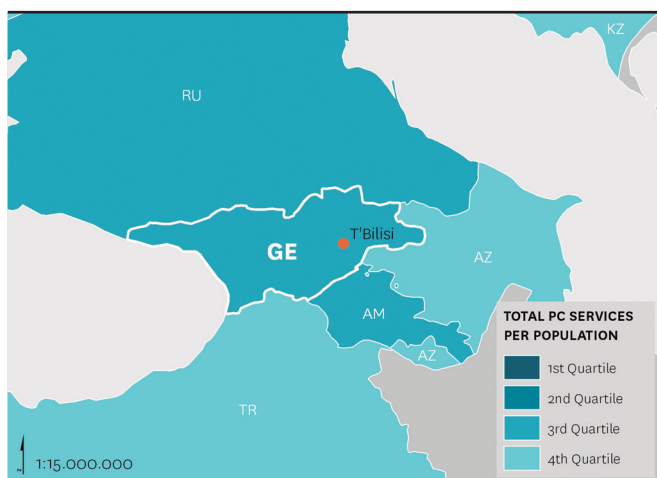 KZ
RU
T'Bilisi
GE
AZ
AM
AZ
TR
TOTAL PC SERVICES
PER POPULATION
1st Quartile
2nd Quartile
3rd Quartile
4th Quartile
N
1:15.000.000